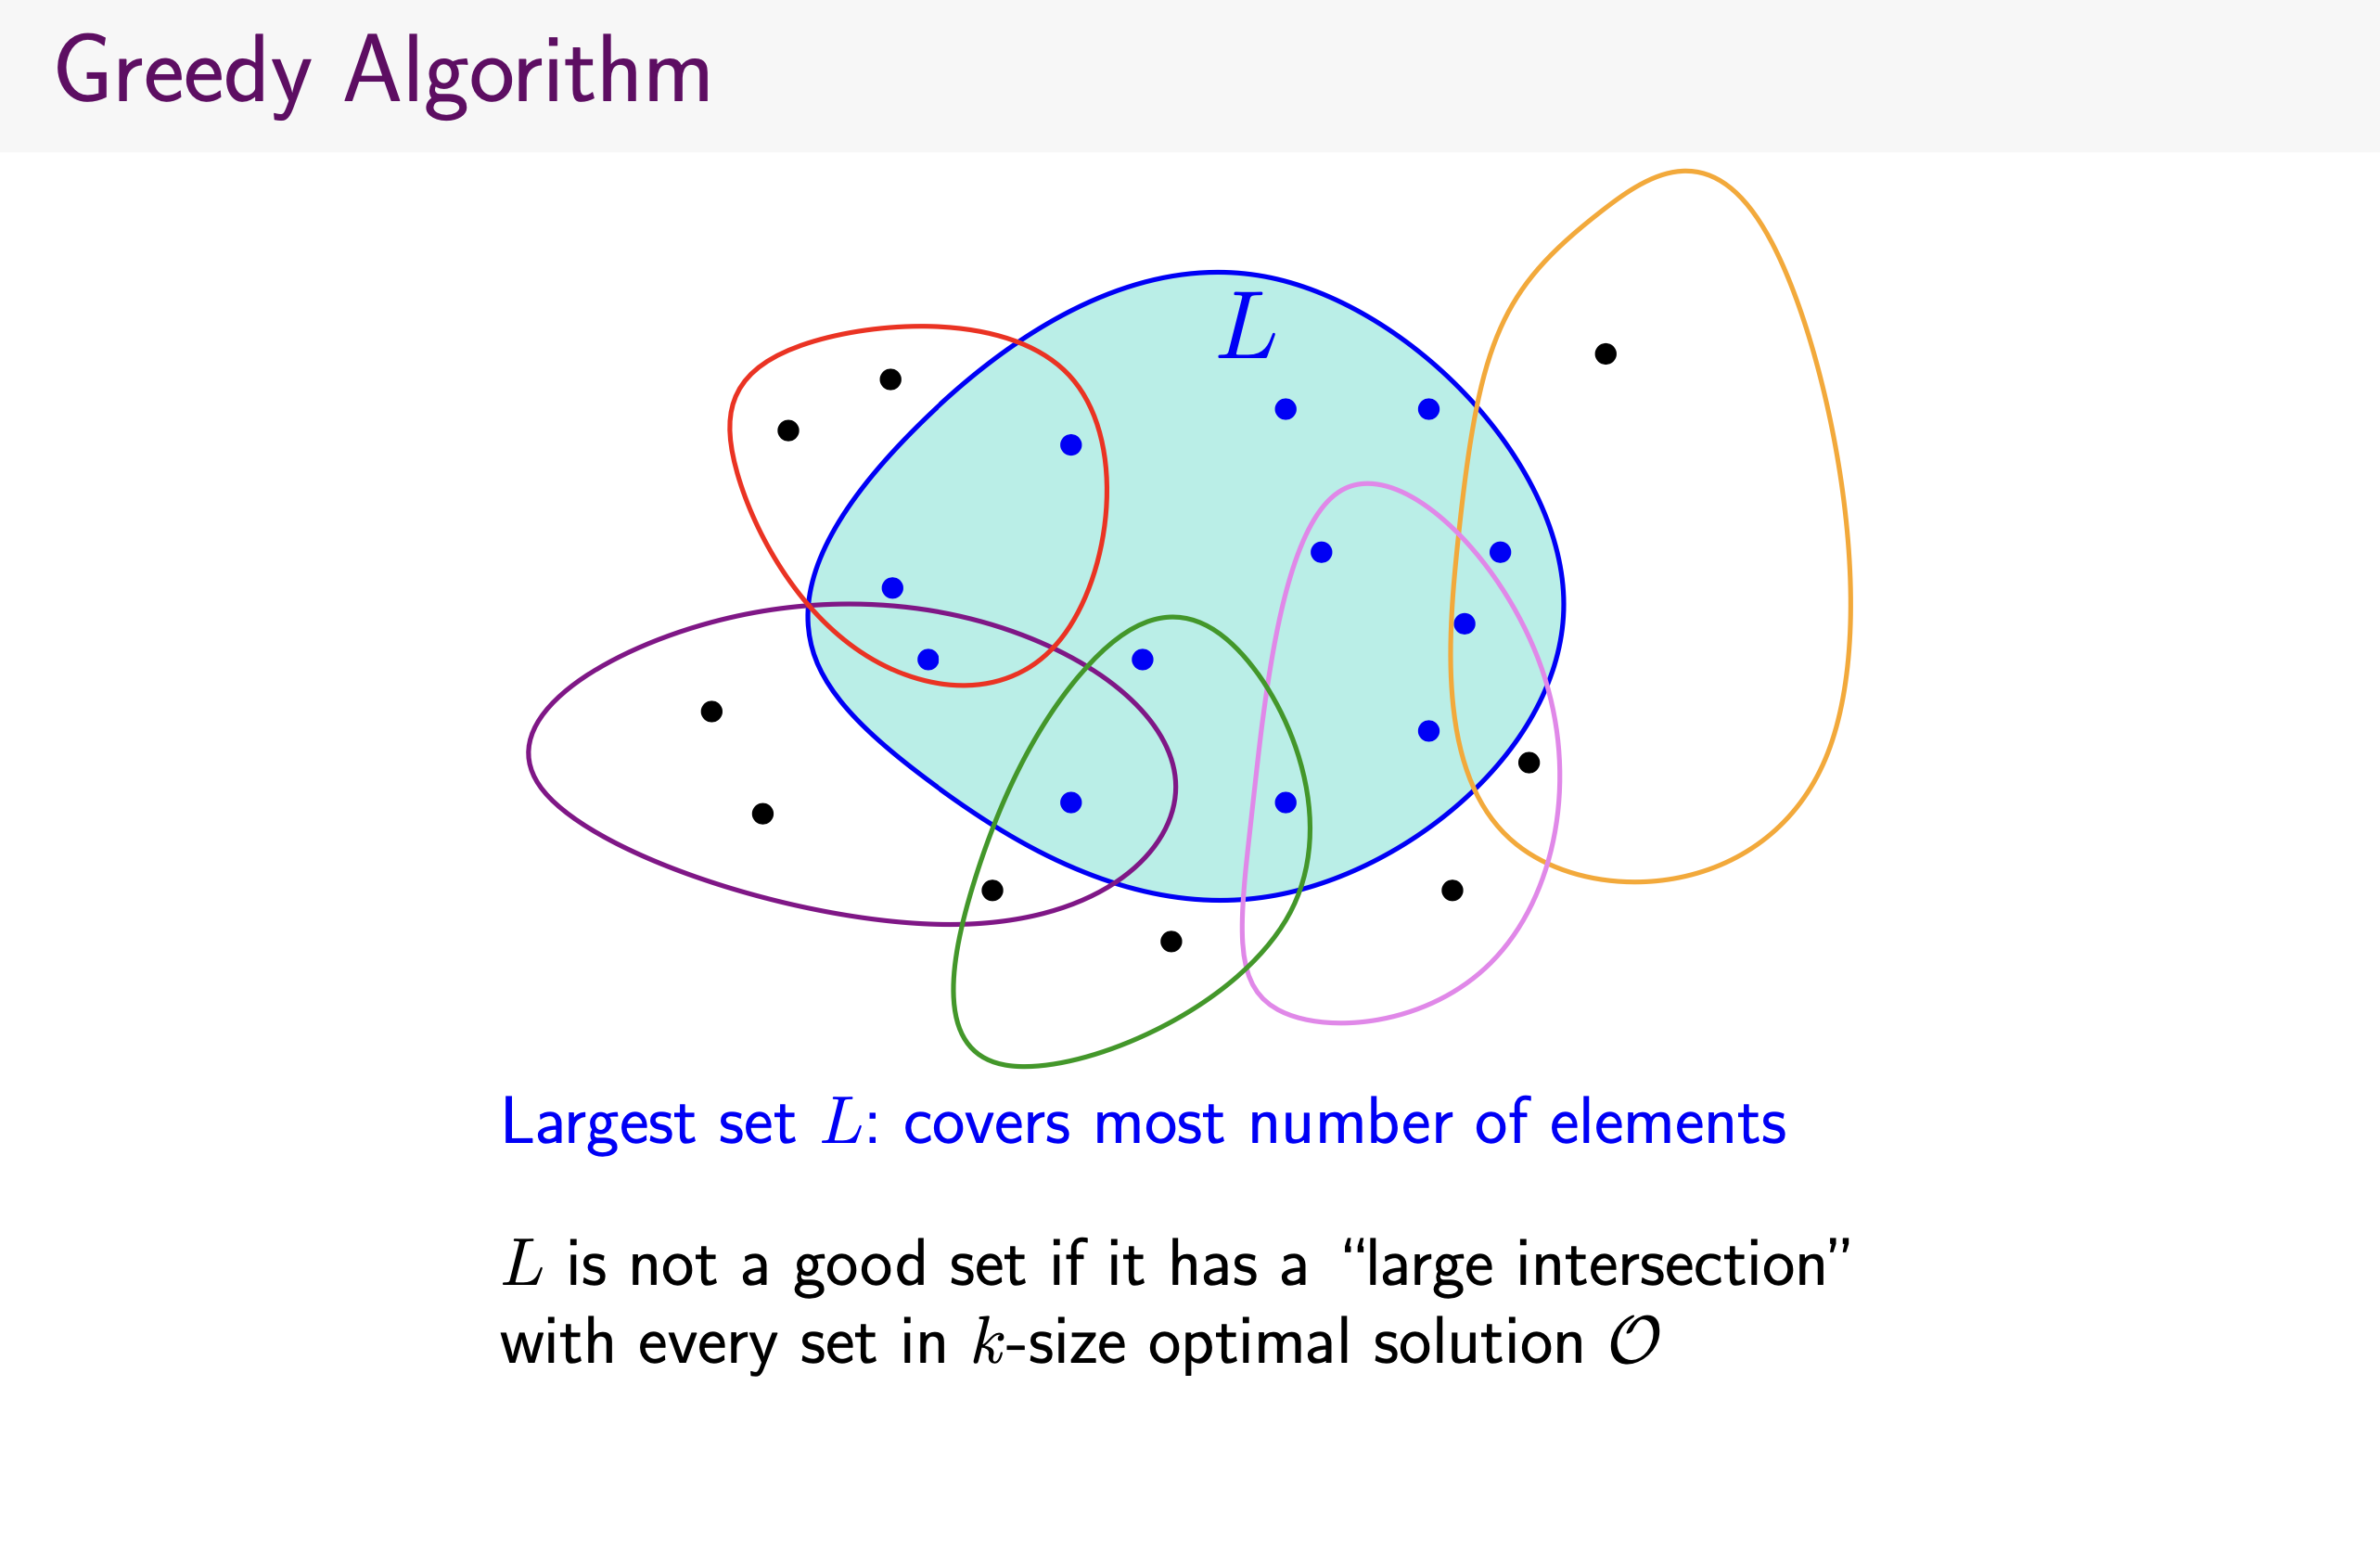 Greedy Algorithm
L
Largest set L: covers most number of elements
L is not a good set if it has a “large intersection”
with every set in k-size optimal solution 𝒪